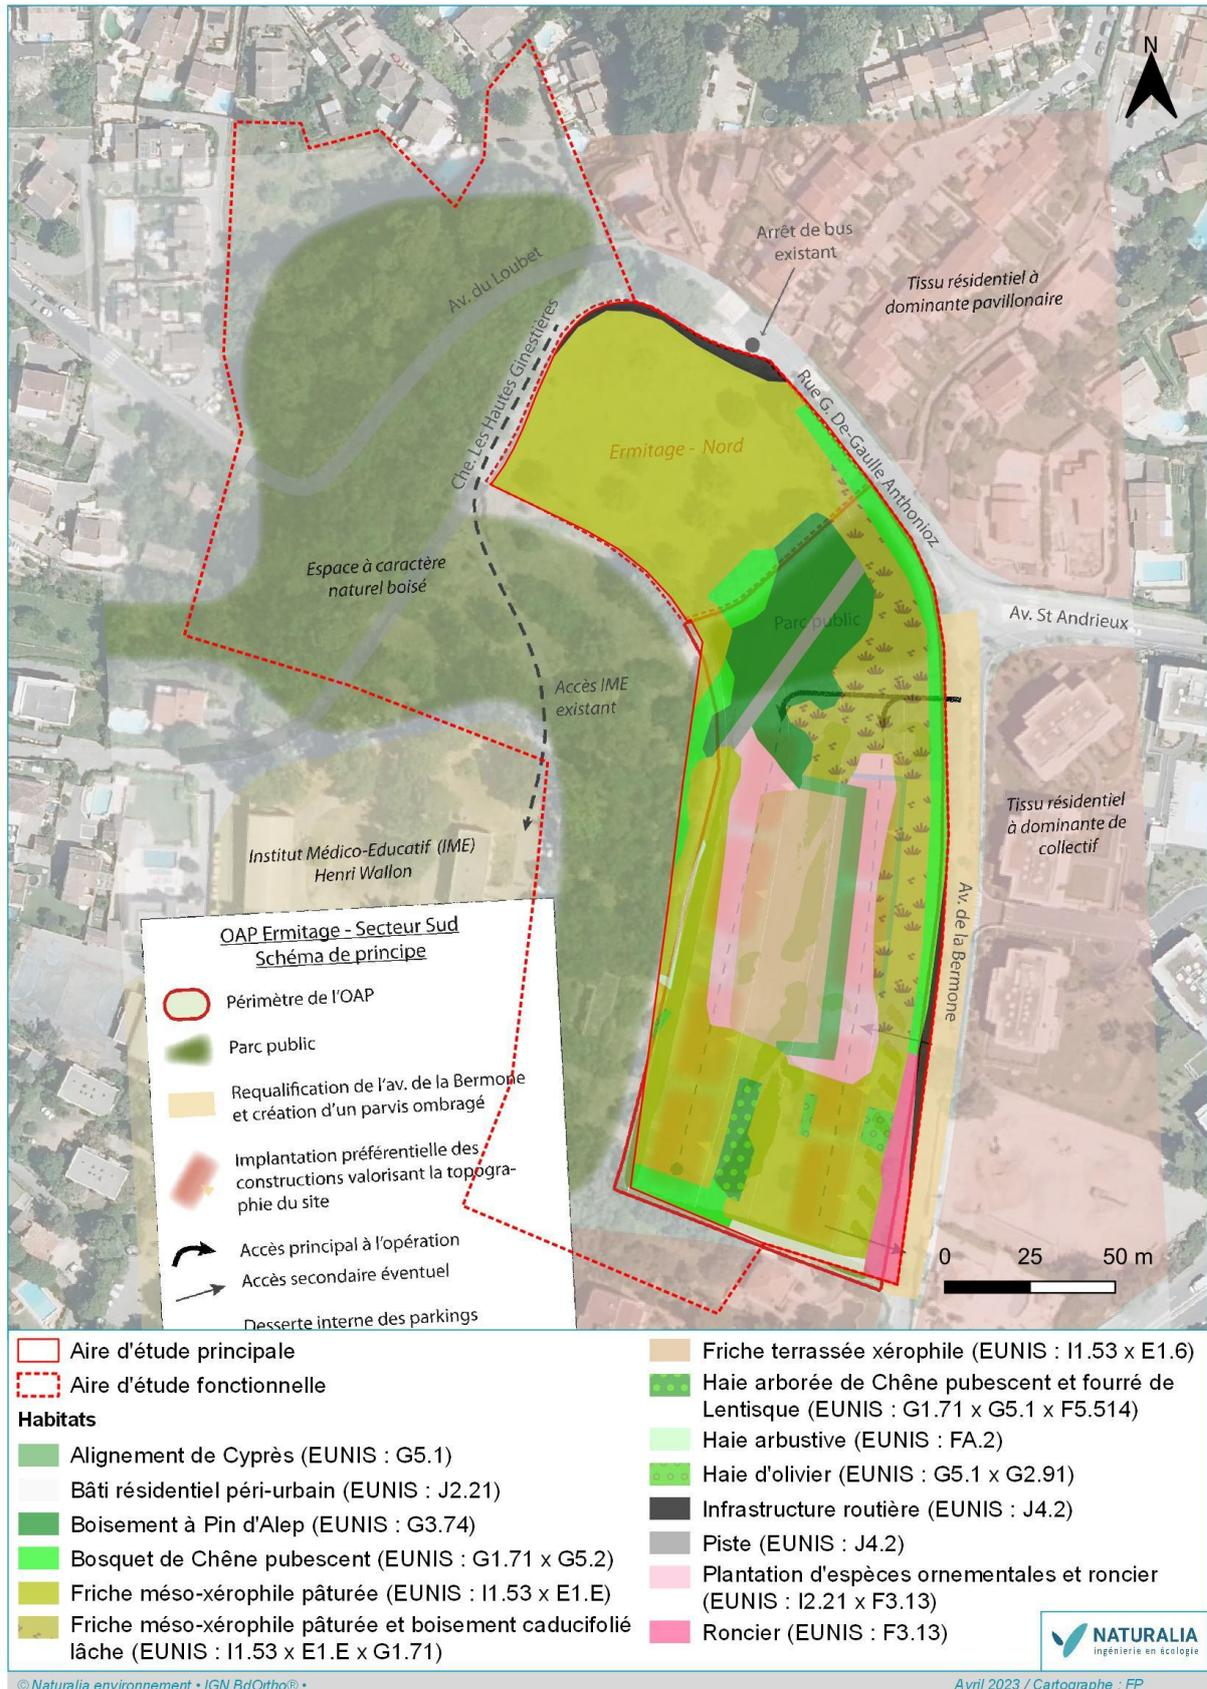 N
Arrêt de bus
existant
Tissu résidentiel à
dominante pavillonaire
Av. du Loubet
Che. Les Hautes Ginestières
Rue G. De-Gaulle Anthonioz
Ermitage - Nord
Espace à caractère
naturel boisé
Parc public
Av. St Andrieux
Accès IME
existant
Tissu résidentiel
à dominante de
collectif
Institut Médico-Educatif (IME)
Henri Wallon
Av. de la Bermone
OAP Ermitage - Secteur Sud
Schéma de principe
Périmètre de l'OAP
Parc public
Requalification de l'av. de la Bermone
et création d'un parvis ombragé
Implantation préférentielle des
constructions valorisant la topogra-
phie du site
Accès principal à l'opération
Accès secondaire éventuel
Desserte interne des parkings
0 25 50 m
Aire d'étude principale
Aire d'étude fonctionnelle
Habitats
Alignement de Cyprès (EUNIS : G5.1)
Bâti résidentiel péri-urbain (EUNIS : J2.21)
Boisement à Pin d'Alep (EUNIS : G3.74)
Bosquet de Chêne pubescent (EUNIS : G1.71 x G5.2)
Friche méso-xérophile pâturée (EUNIS : I1.53 x E1.E)
Friche méso-xérophile pâturée et boisement caducifolié
lâche (EUNIS : I1.53 x E1.E x G1.71)
Friche terrassée xérophile (EUNIS : I1.53 x E1.6)
Haie arborée de Chêne pubescent et fourré de
Lentisque (EUNIS : G1.71 x G5.1 x F5.514)
Haie arbustive (EUNIS : FA.2)
Haie d'olivier (EUNIS : G5.1 x G2.91)
Infrastructure routière (EUNIS : J4.2)
Piste (EUNIS : J4.2)
Plantation d'espèces ornementales et roncier
(EUNIS : I2.21 x F3.13)
Roncier (EUNIS : F3.13)
NATURALIA
ingénierie en écologie
© Naturalia environnement • IGN BdOrtho® •
Avril 2023 / Cartographe : FP